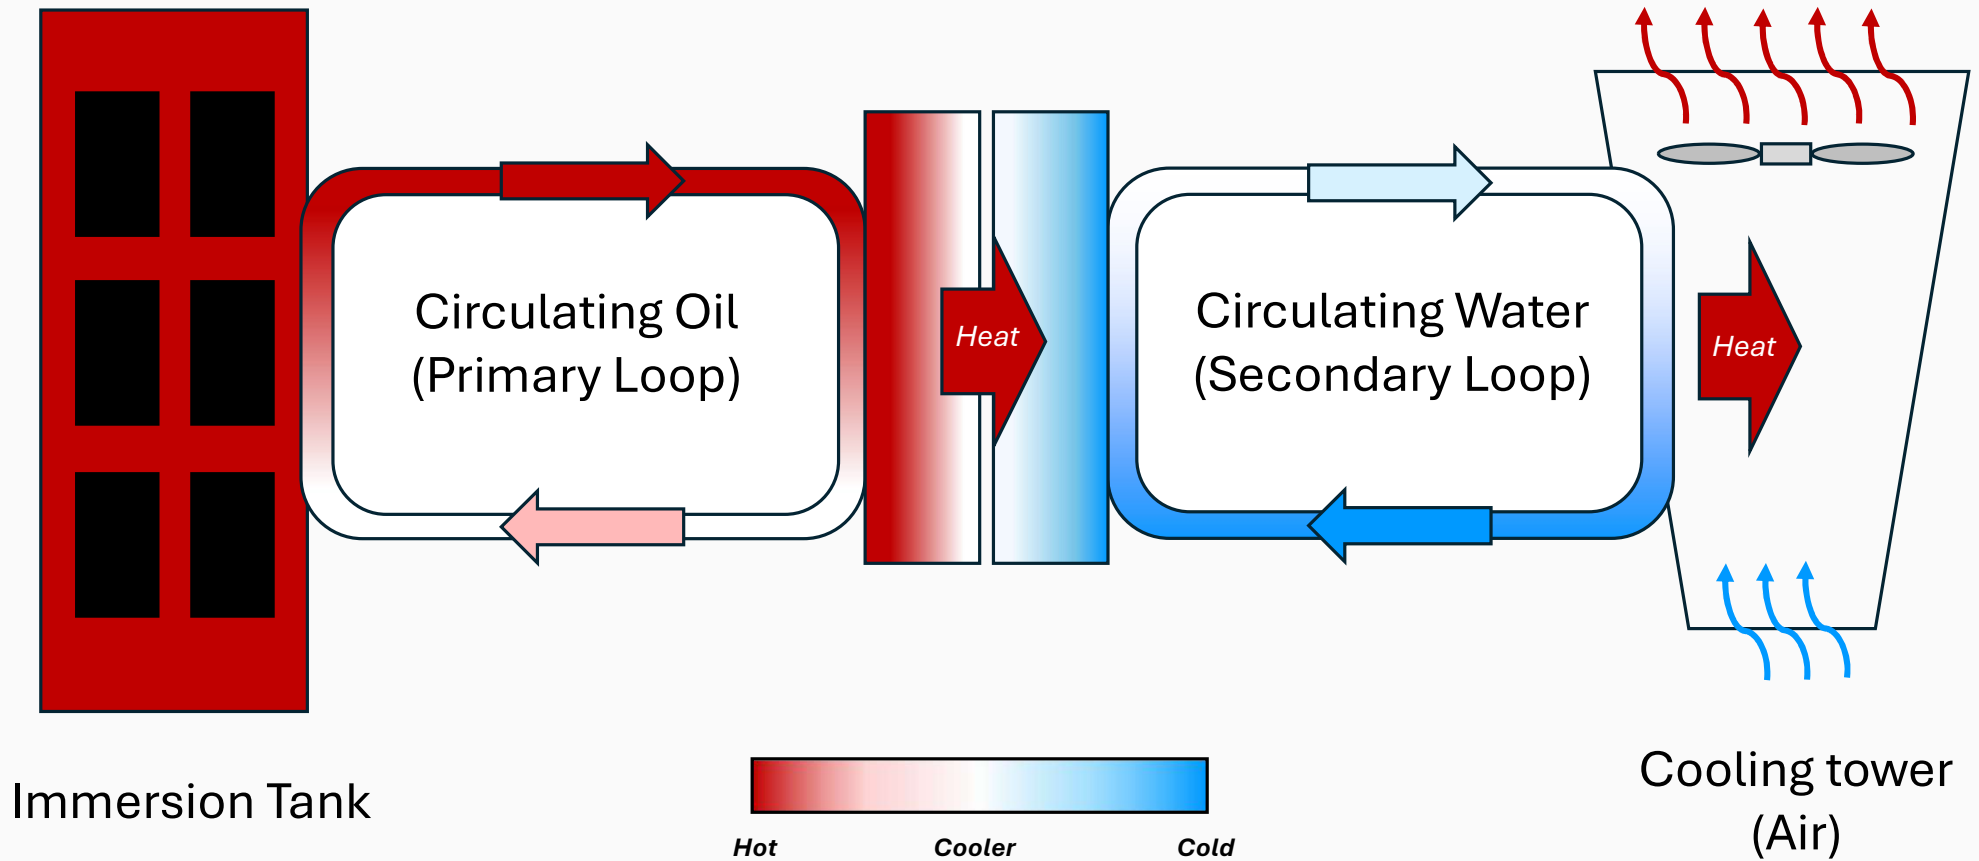 Circulating Oil
(Primary Loop)
Heat
Circulating Water
(Secondary Loop)
Heat
Immersion Tank
Hot
Cooler
Cold
Cooling tower
(Air)